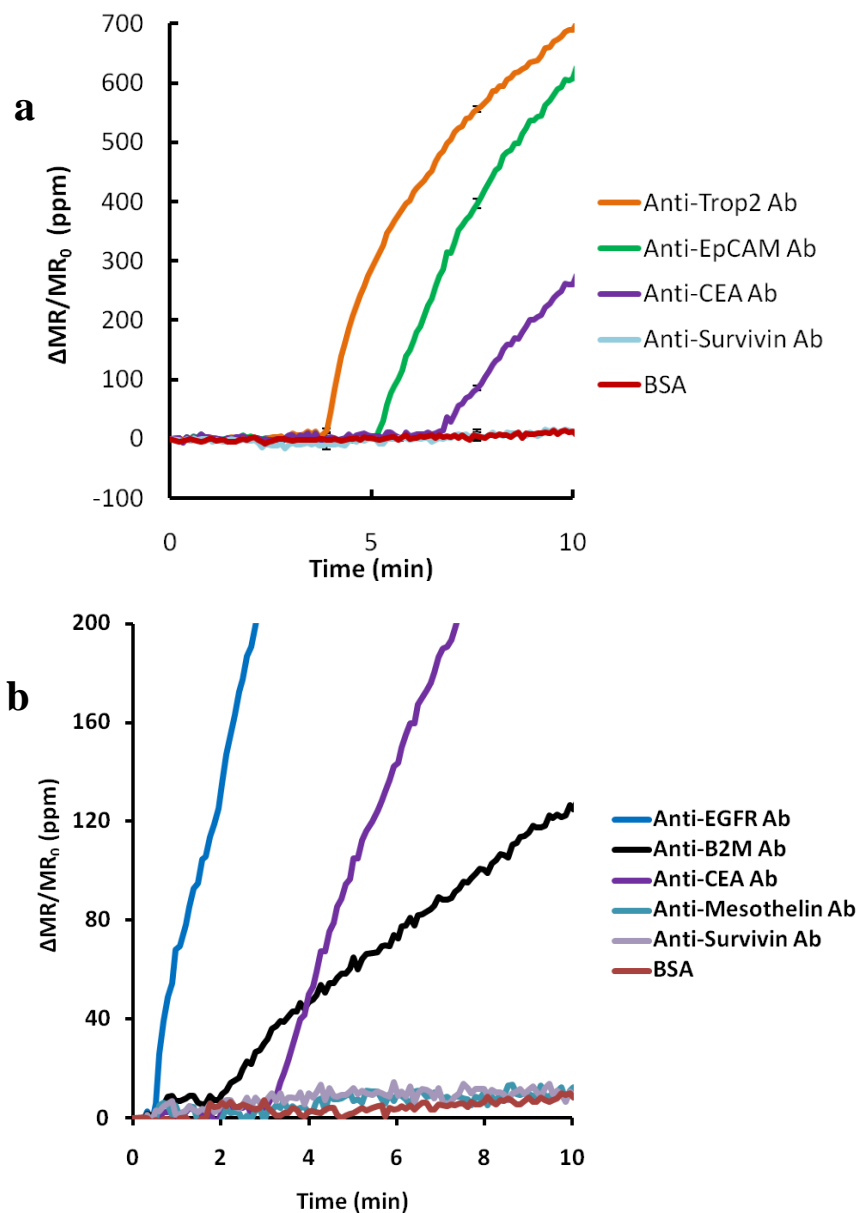 a
700
600
500
400
300
200
100
0
-100
ΔMR/MR₀ (ppm)
0
5
10
Time (min)
Anti-Trop2 Ab
Anti-EpCAM Ab
Anti-CEA Ab
Anti-Survivin Ab
BSA
b
200
160
120
80
40
0
ΔMR/MR₀ (ppm)
0 2 4 6 8 10
Time (min)
Anti-EGFR Ab
Anti-B2M Ab
Anti-CEA Ab
Anti-Mesothelin Ab
Anti-Survivin Ab
BSA